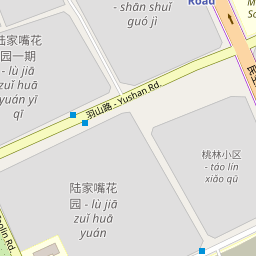 - shān shuǐ
guó jì
Road
陆家嘴花
园一期
- lù jiā
zuǐ huā
yuán yī
qī
羽山路 - Yushan Rd.
桃林小区
- táo lín
xiǎo qū
陆家嘴花
园 - lù jiā
zuǐ huā
yuán
lin Rd.